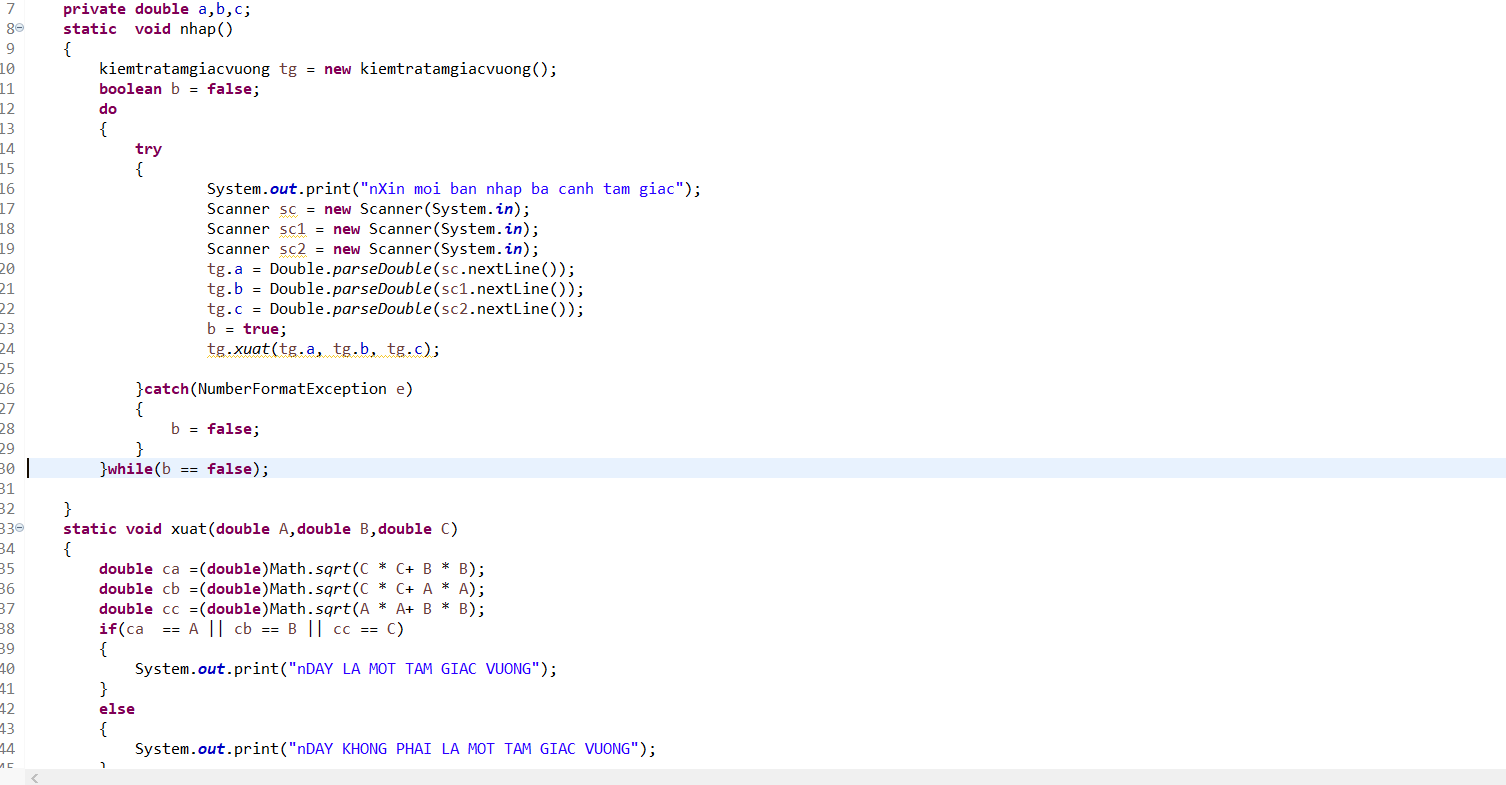 7 private double a,b,c;
8 static  void nhap()
9 {
10 kiemtratamgiacvuong tg = new kiemtratamgiacvuong();
11 boolean b = false;
12 do
13 {
14 try
15 {
16 System.out.print("nXin moi ban nhap ba canh tam giac");
17 Scanner sc = new Scanner(System.in);
18 Scanner sc1 = new Scanner(System.in);
19 Scanner sc2 = new Scanner(System.in);
20 tg.a = Double.parseDouble(sc.nextLine());
21 tg.b = Double.parseDouble(sc1.nextLine());
22 tg.c = Double.parseDouble(sc2.nextLine());
23 b = true;
24 tg.xuat(tg.a, tg.b, tg.c);
25
26 }catch(NumberFormatException e)
27 {
28 b = false;
29 }
30 }while(b == false);
31
32 }
33 static void xuat(double A,double B,double C)
34 {
35 double ca =(double)Math.sqrt(C * C+ B * B);
36 double cb =(double)Math.sqrt(C * C+ A * A);
37 double cc =(double)Math.sqrt(A * A+ B * B);
38 if(ca  == A || cb == B || cc == C)
39 {
40 System.out.print("nDAY LA MOT TAM GIAC VUONG");
41 }
42 else
43 {
44 System.out.print("nDAY KHONG PHAI LA MOT TAM GIAC VUONG");
45 }